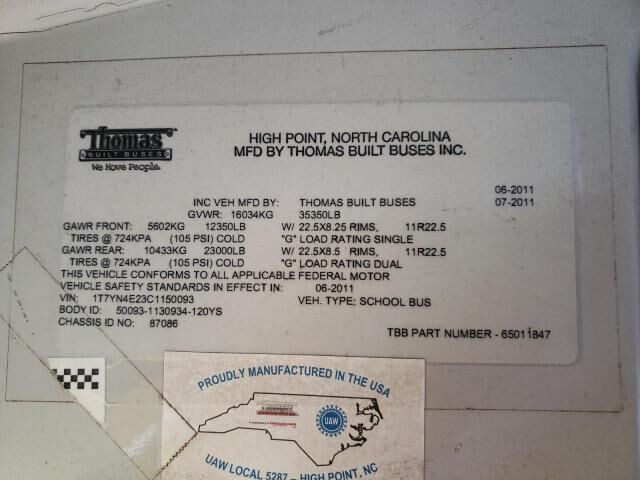 Thomas
BUILT BUSES
We Move People.
HIGH POINT, NORTH CAROLINA
MFD BY THOMAS BUILT BUSES INC.
06-2011
INC VEH MFD BY: THOMAS BUILT BUSES 07-2011
GVWR: 16034KG 35350LB
GAWR FRONT: 5602KG 12350LB W/ 22.5X8.25 RIMS, 11R22.5
TIRES @ 724KPA (105 PSI) COLD "G" LOAD RATING SINGLE
GAWR REAR: 10433KG 23000LB W/ 22.5X8.5 RIMS, 11R22.5
TIRES @ 724KPA (105 PSI) COLD "G" LOAD RATING DUAL
THIS VEHICLE CONFORMS TO ALL APPLICABLE FEDERAL MOTOR
VEHICLE SAFETY STANDARDS IN EFFECT IN: 06-2011
VIN: 1T7YN4E23C1150093 VEH. TYPE: SCHOOL BUS
BODY ID: 50093-1130934-120YS
CHASSIS ID NO: 87086
TBB PART NUMBER - 65011847
PROUDLY MANUFACTURED IN THE USA
UAW
UAW LOCAL 5287 – HIGH POINT, NC